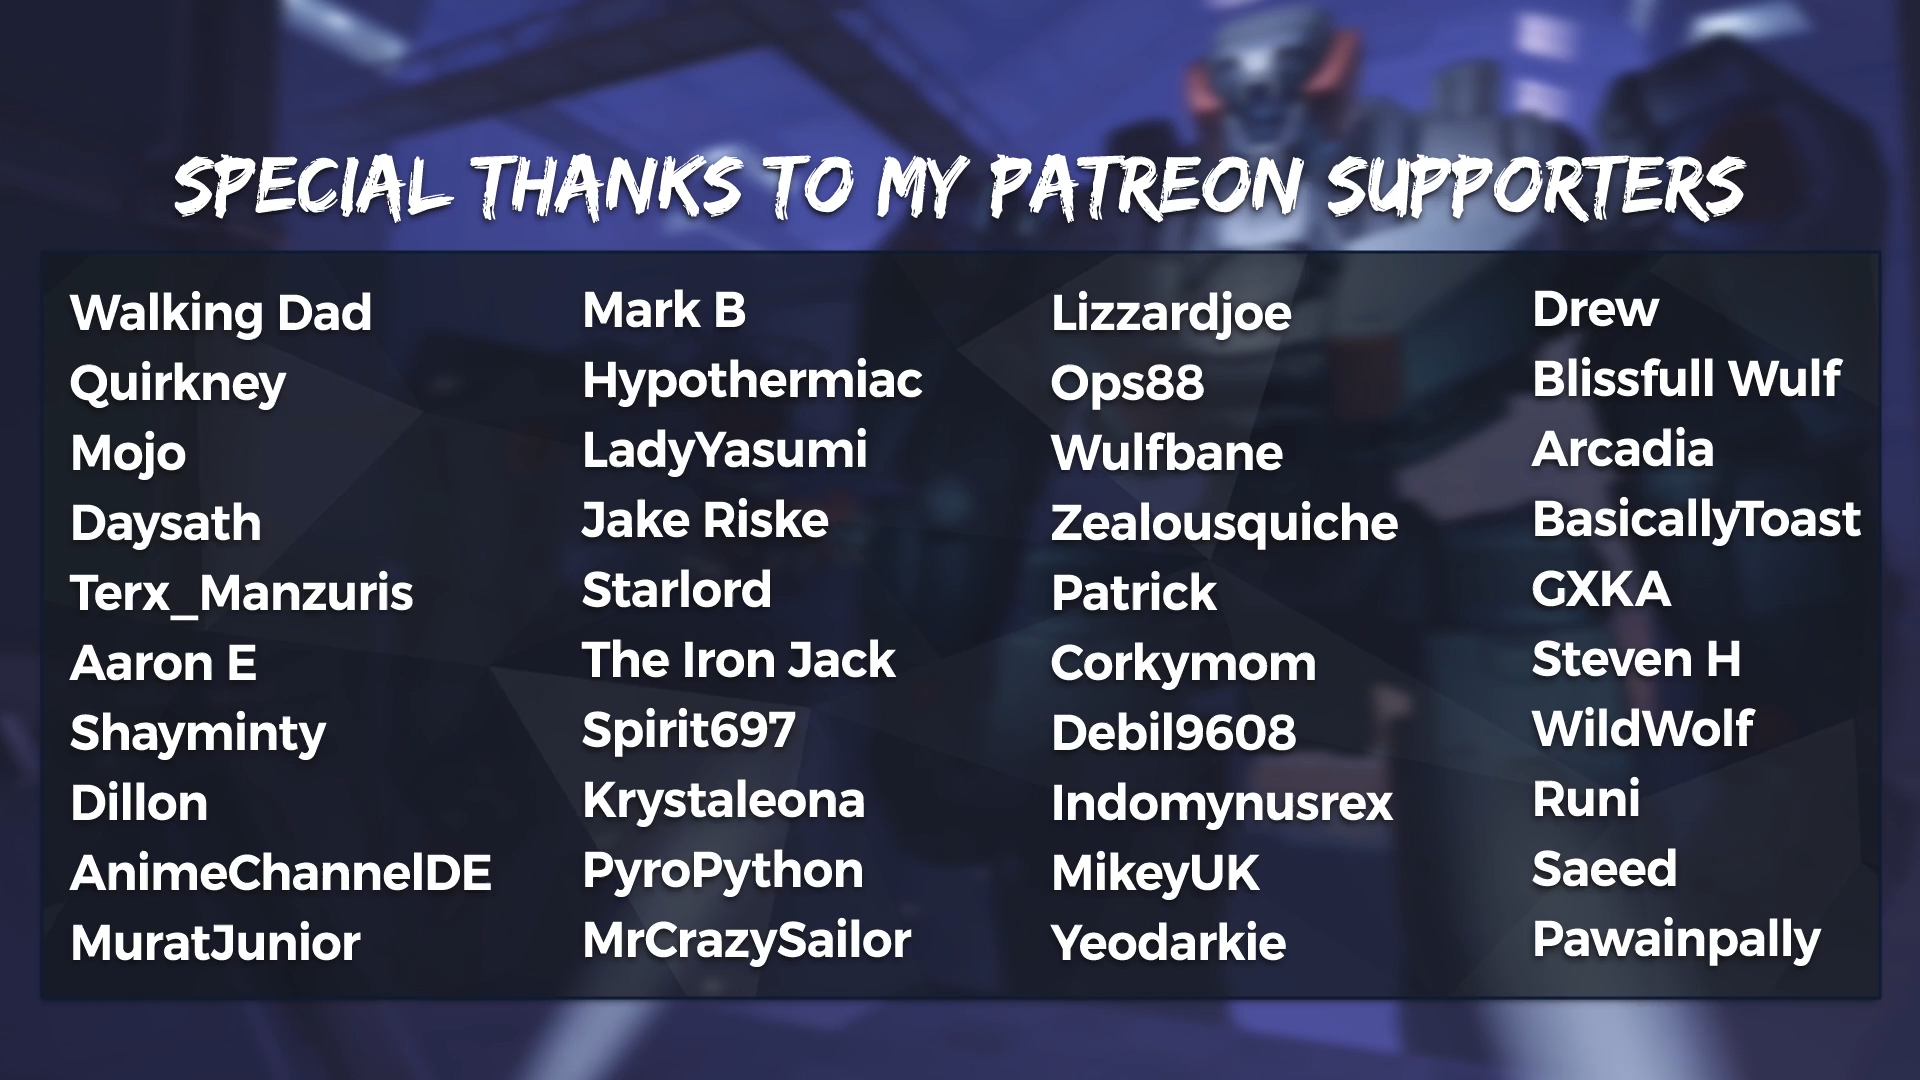 SPECIAL THANKS TO MY PATREON SUPPORTERS
Walking Dad
Quirkney
Mojo
Daysath
Terx_Manzuris
Aaron E
Shayminty
Dillon
AnimeChannelDE
MuratJunior
Mark B
Hypothermiac
LadyYasumi
Jake Riske
Starlord
The Iron Jack
Spirit697
Krystaleona
PyroPython
MrCrazySailor
Lizzardjoe
Ops88
Wulfbane
Zealousquiche
Patrick
Corkymom
Debil9608
Indomynusrex
MikeyUK
Yeodarkie
Drew
Blissfull Wulf
Arcadia
BasicallyToast
GXKA
Steven H
WildWolf
Runi
Saeed
Pawainpally